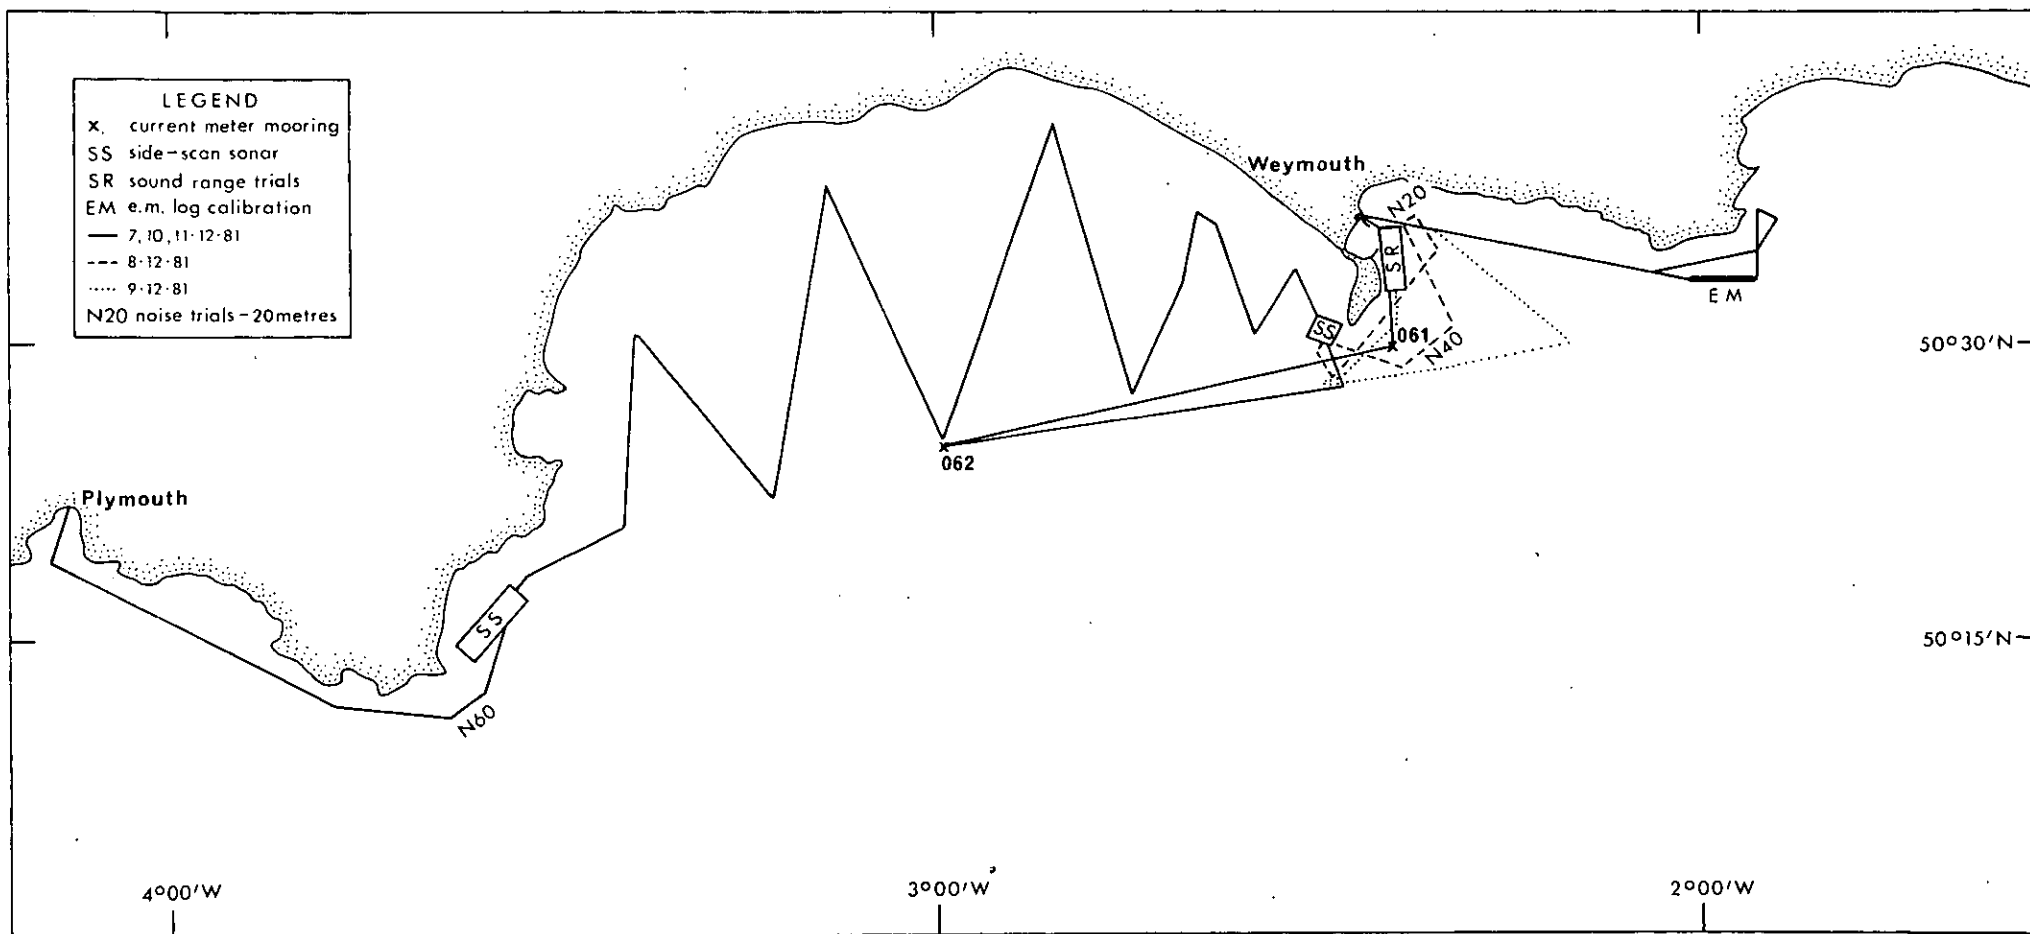 LEGEND
x. current meter mooring
SS side-scan sonar
SR sound range trials
EM e.m. log calibration
7, 10, 11·12·81
8·12·81
9·12·81
N20 noise trials - 20 metres
Weymouth
N20
SR
EM
SS
061
N40
50°30'N
062
Plymouth
SS
50°15'N
N60
4°00'W
3°00'W
2°00'W